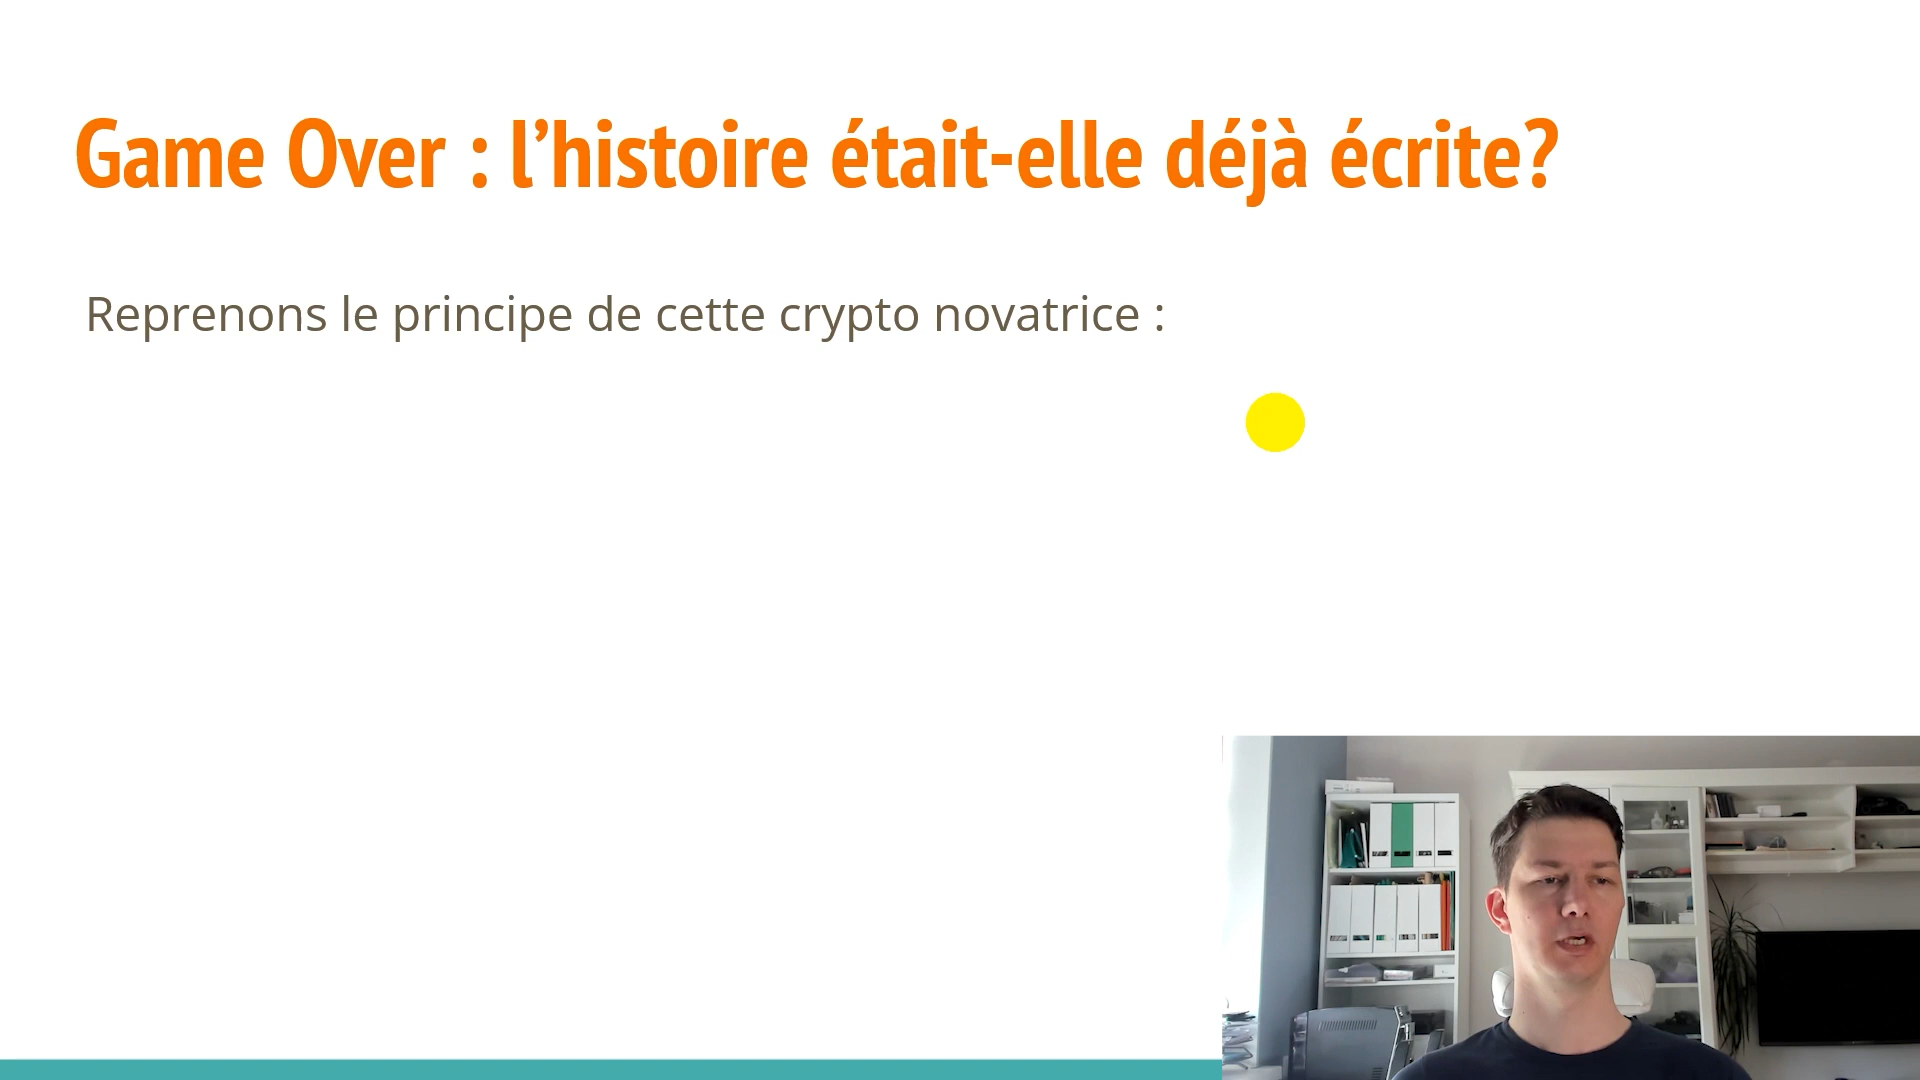 Game Over : l’histoire était-elle déjà écrite?
Reprenons le principe de cette crypto novatrice :